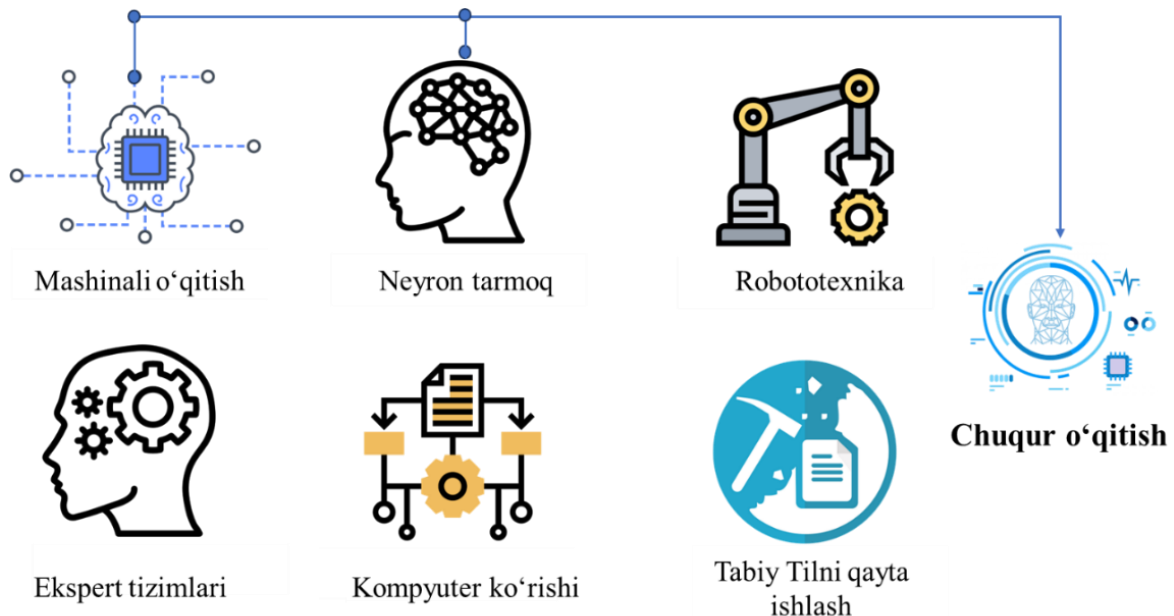 Mashinali o‘qitish
Neyron tarmoq
Robototexnika
Chuqur o‘qitish
Ekspert tizimlari
Kompyuter ko‘rishi
Tabiy Tilni qayta
ishlash